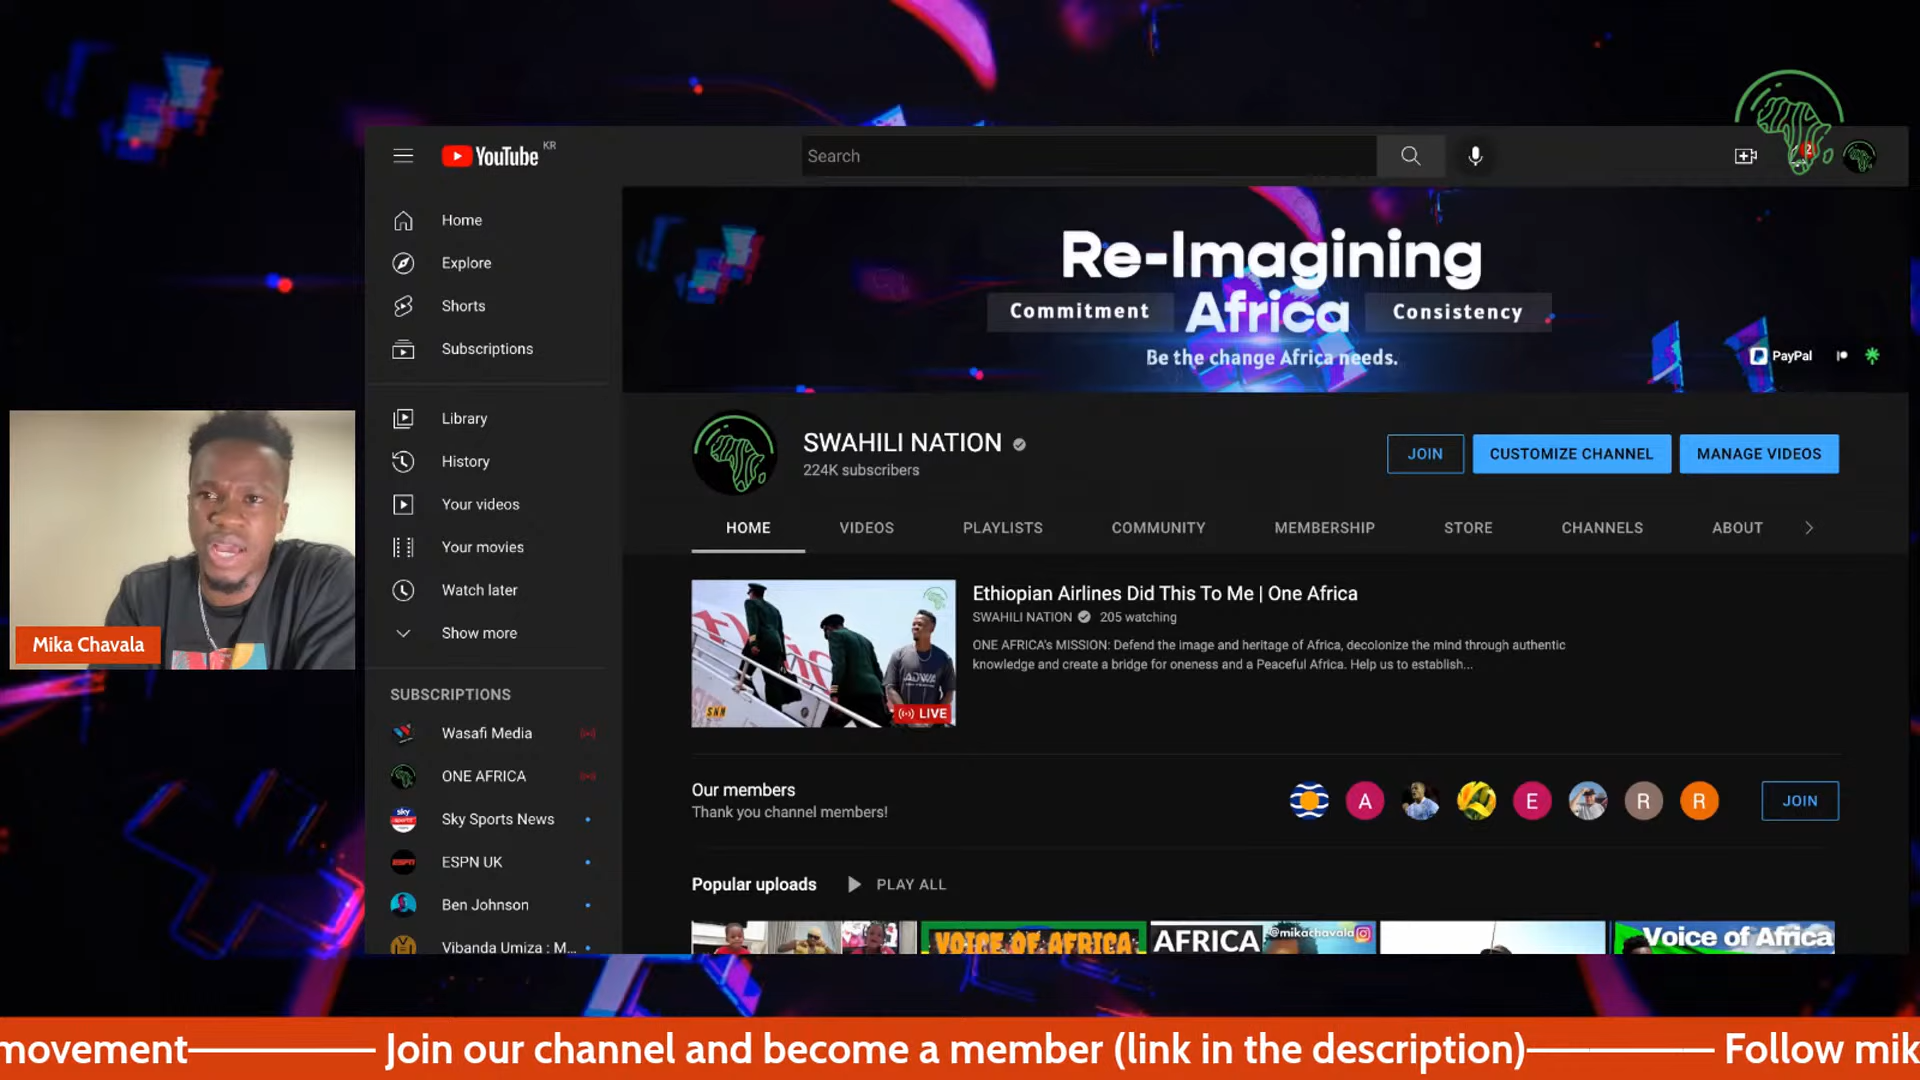 YouTube KR
Search
2
Home
Explore
Shorts
Subscriptions
Library
History
Your videos
Your movies
Watch later
Show more
SUBSCRIPTIONS
Wasafi Media
ONE AFRICA
sky sports
Sky Sports News
ESPN
ESPN UK
Ben Johnson
Vibanda Umiza : M...
Re-Imagining
Commitment Africa Consistency
Be the change Africa needs.
PayPal
SWAHILI NATION
224K subscribers
JOIN
CUSTOMIZE CHANNEL
MANAGE VIDEOS
HOME
VIDEOS
PLAYLISTS
COMMUNITY
MEMBERSHIP
STORE
CHANNELS
ABOUT
ADWA
SNN
LIVE
Ethiopian Airlines Did This To Me | One Africa
SWAHILI NATION 205 watching
ONE AFRICA's MISSION: Defend the image and heritage of Africa, decolonize the mind through authentic
knowledge and create a bridge for oneness and a Peaceful Africa. Help us to establish...
Our members
Thank you channel members!
A
E
R
R
JOIN
Popular uploads
PLAY ALL
VOICE OF AFRICA
AFRICA
@mikachavala
Voice of Africa
Mika Chavala
movement———— Join our channel and become a member (link in the description)———— Follow mik